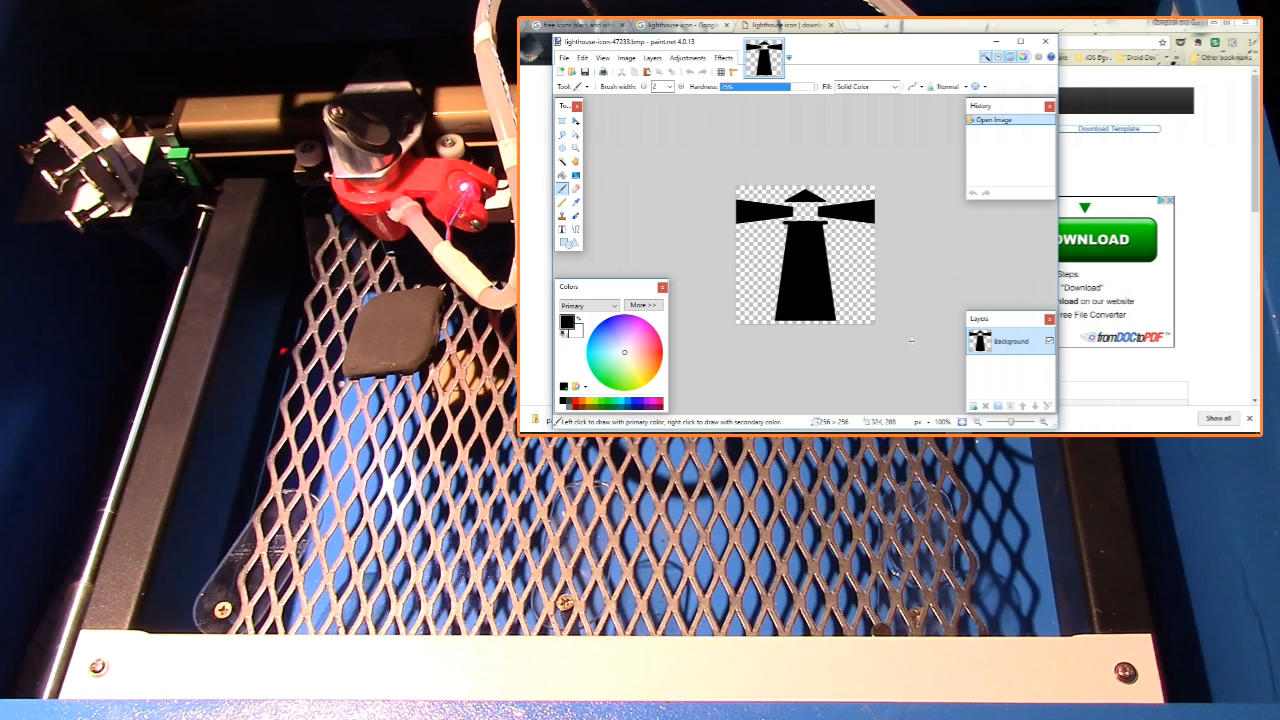 free icons black and wh
lighthouse icon - Google
lighthouse icon | downl
lighthouse-icon-47233.bmp - paint.net 4.0.13
File Edit View Image Layers Adjustments Effects
Tool: Brush width: 2 Hardness: 75% Fill: Solid Color Normal
iOS Dev
'Droid Dev
Other bookmarks
To...
History
Open Image
Download Template
DOWNLOAD
Steps:
"Download"
nload on our website
ree File Converter
fromDOCtoPDF
Colors
Primary
More >>
Layers
Background
Left click to draw with primary color, right click to draw with secondary color.
256 × 256
324, 288
px
100%
Show all